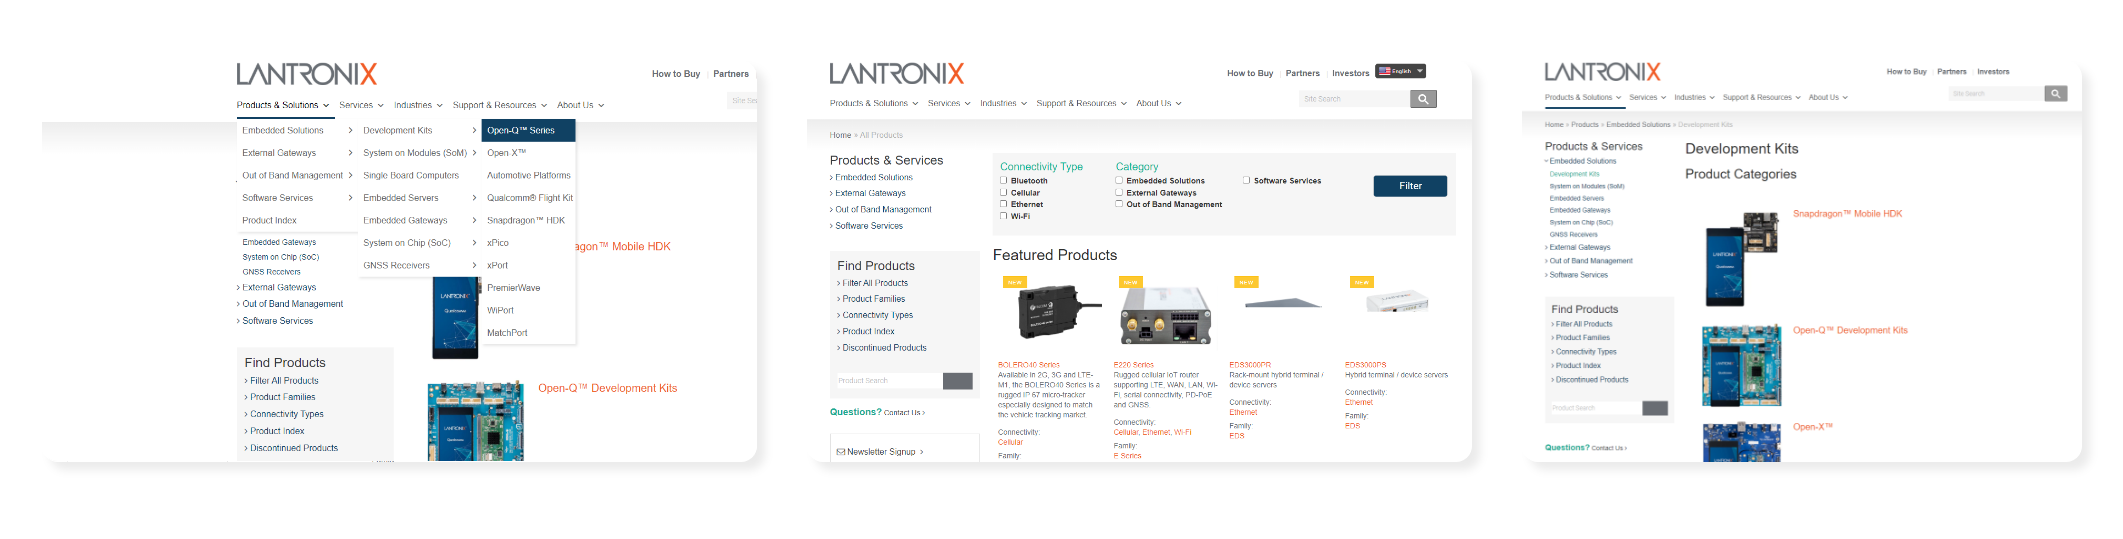 LANTRONIX
How to Buy | Partners
Site Sea
Products & Solutions Services Industries Support & Resources About Us
Embedded Solutions
External Gateways
Out of Band Management
Software Services
Product Index
Development Kits
System on Modules (SoM)
Single Board Computers
Embedded Servers
Embedded Gateways
System on Chip (SoC)
GNSS Receivers
Open-Q™ Series
Open X™
Automotive Platforms
Qualcomm® Flight Kit
Snapdragon™ HDK
xPico
xPort
PremierWave
WiPort
MatchPort
Embedded Gateways
System on Chip (SoC)
GNSS Receivers
› External Gateways
› Out of Band Management
› Software Services
Find Products
› Filter All Products
› Product Families
› Connectivity Types
› Product Index
› Discontinued Products
agon™ Mobile HDK
LANTRONIX
Qualcomm
Open-Q™ Development Kits
LANTRONIX
How to Buy | Partners | Investors
English
Products & Solutions Services Industries Support & Resources About Us
Site Search
Home » All Products
Products & Services
› Embedded Solutions
› External Gateways
› Out of Band Management
› Software Services
Find Products
› Filter All Products
› Product Families
› Connectivity Types
› Product Index
› Discontinued Products
Product Search
Questions? Contact Us ›
Newsletter Signup ›
Connectivity Type
Bluetooth
Cellular
Ethernet
Wi-Fi
Category
Embedded Solutions
External Gateways
Out of Band Management
Software Services
Filter
Featured Products
NEW
BOLERO40 Series
Available in 2G, 3G and LTE-
M1, the BOLERO40 Series is a
rugged IP 67 micro-tracker
especially designed to match
the vehicle tracking market
Connectivity:
Cellular
Family:
NEW
E220 Series
Rugged cellular IoT router
supporting LTE, WAN, LAN, Wi-
Fi, serial connectivity, PD-PoE
and GNSS
Connectivity:
Cellular, Ethernet, Wi-Fi
Family:
E Series
NEW
EDS3000PR
Rack-mount hybrid terminal /
device servers
Connectivity:
Ethernet
Family:
EDS
NEW
EDS3000PS
Hybrid terminal / device servers
Connectivity:
Ethernet
Family:
EDS
LANTRONIX
How to Buy | Partners | Investors
Products & Solutions Services Industries Support & Resources About Us
Site Search
Home » Products » Embedded Solutions » Development Kits
Products & Services
Embedded Solutions
Development Kits
System on Modules (SoM)
Embedded Servers
Embedded Gateways
System on Chip (SoC)
GNSS Receivers
› External Gateways
› Out of Band Management
› Software Services
Find Products
› Filter All Products
› Product Families
› Connectivity Types
› Product Index
› Discontinued Products
Product Search
Questions? Contact Us ›
Development Kits
Product Categories
Snapdragon™ Mobile HDK
Open-Q™ Development Kits
Open-X™